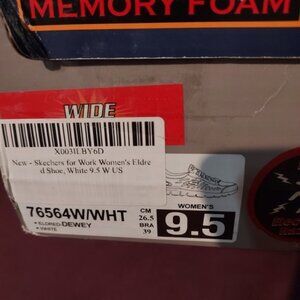 MEMORY FOAM
WIDE
X003ILBY6D
New - Skechers for Work Women's Eldre
d Shoe, White 9.5 W US
76564W/WHT
• ELDRED-DEWEY
• WHITE
CM
26.5
BRA
39
WOMEN'S
9.5